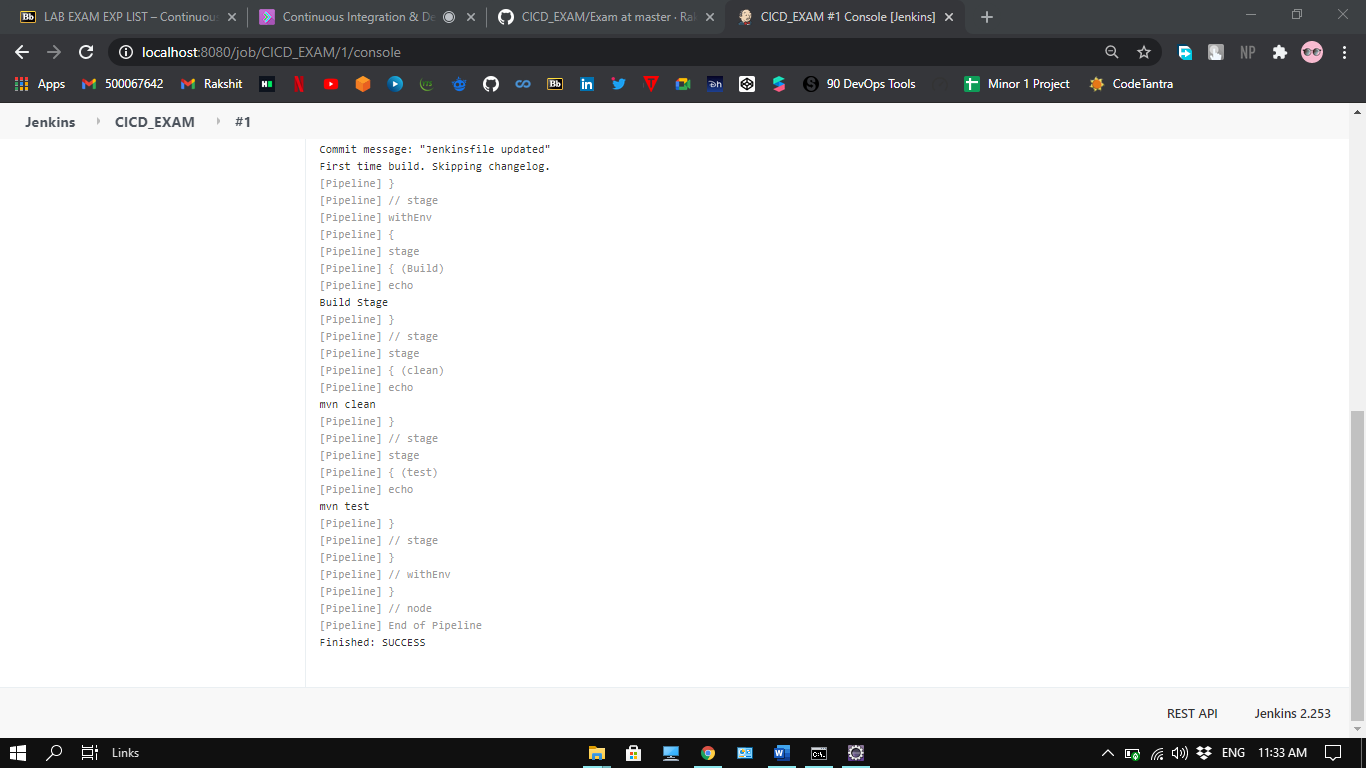 LAB EXAM EXP LIST – Continuous
Continuous Integration & De
CICD_EXAM/Exam at master · Rak
CICD_EXAM #1 Console [Jenkins]
localhost:8080/job/CICD_EXAM/1/console
NP
Apps
500067642
Rakshit
90 DevOps Tools
Minor 1 Project
CodeTantra
Jenkins
CICD_EXAM
#1
Commit message: "Jenkinsfile updated"
First time build. Skipping changelog.
[Pipeline] }
[Pipeline] // stage
[Pipeline] withEnv
[Pipeline] {
[Pipeline] stage
[Pipeline] { (Build)
[Pipeline] echo
Build Stage
[Pipeline] }
[Pipeline] // stage
[Pipeline] stage
[Pipeline] { (clean)
[Pipeline] echo
mvn clean
[Pipeline] }
[Pipeline] // stage
[Pipeline] stage
[Pipeline] { (test)
[Pipeline] echo
mvn test
[Pipeline] }
[Pipeline] // stage
[Pipeline] }
[Pipeline] // withEnv
[Pipeline] }
[Pipeline] // node
[Pipeline] End of Pipeline
Finished: SUCCESS
REST API
Jenkins 2.253
Links
ENG
11:33 AM